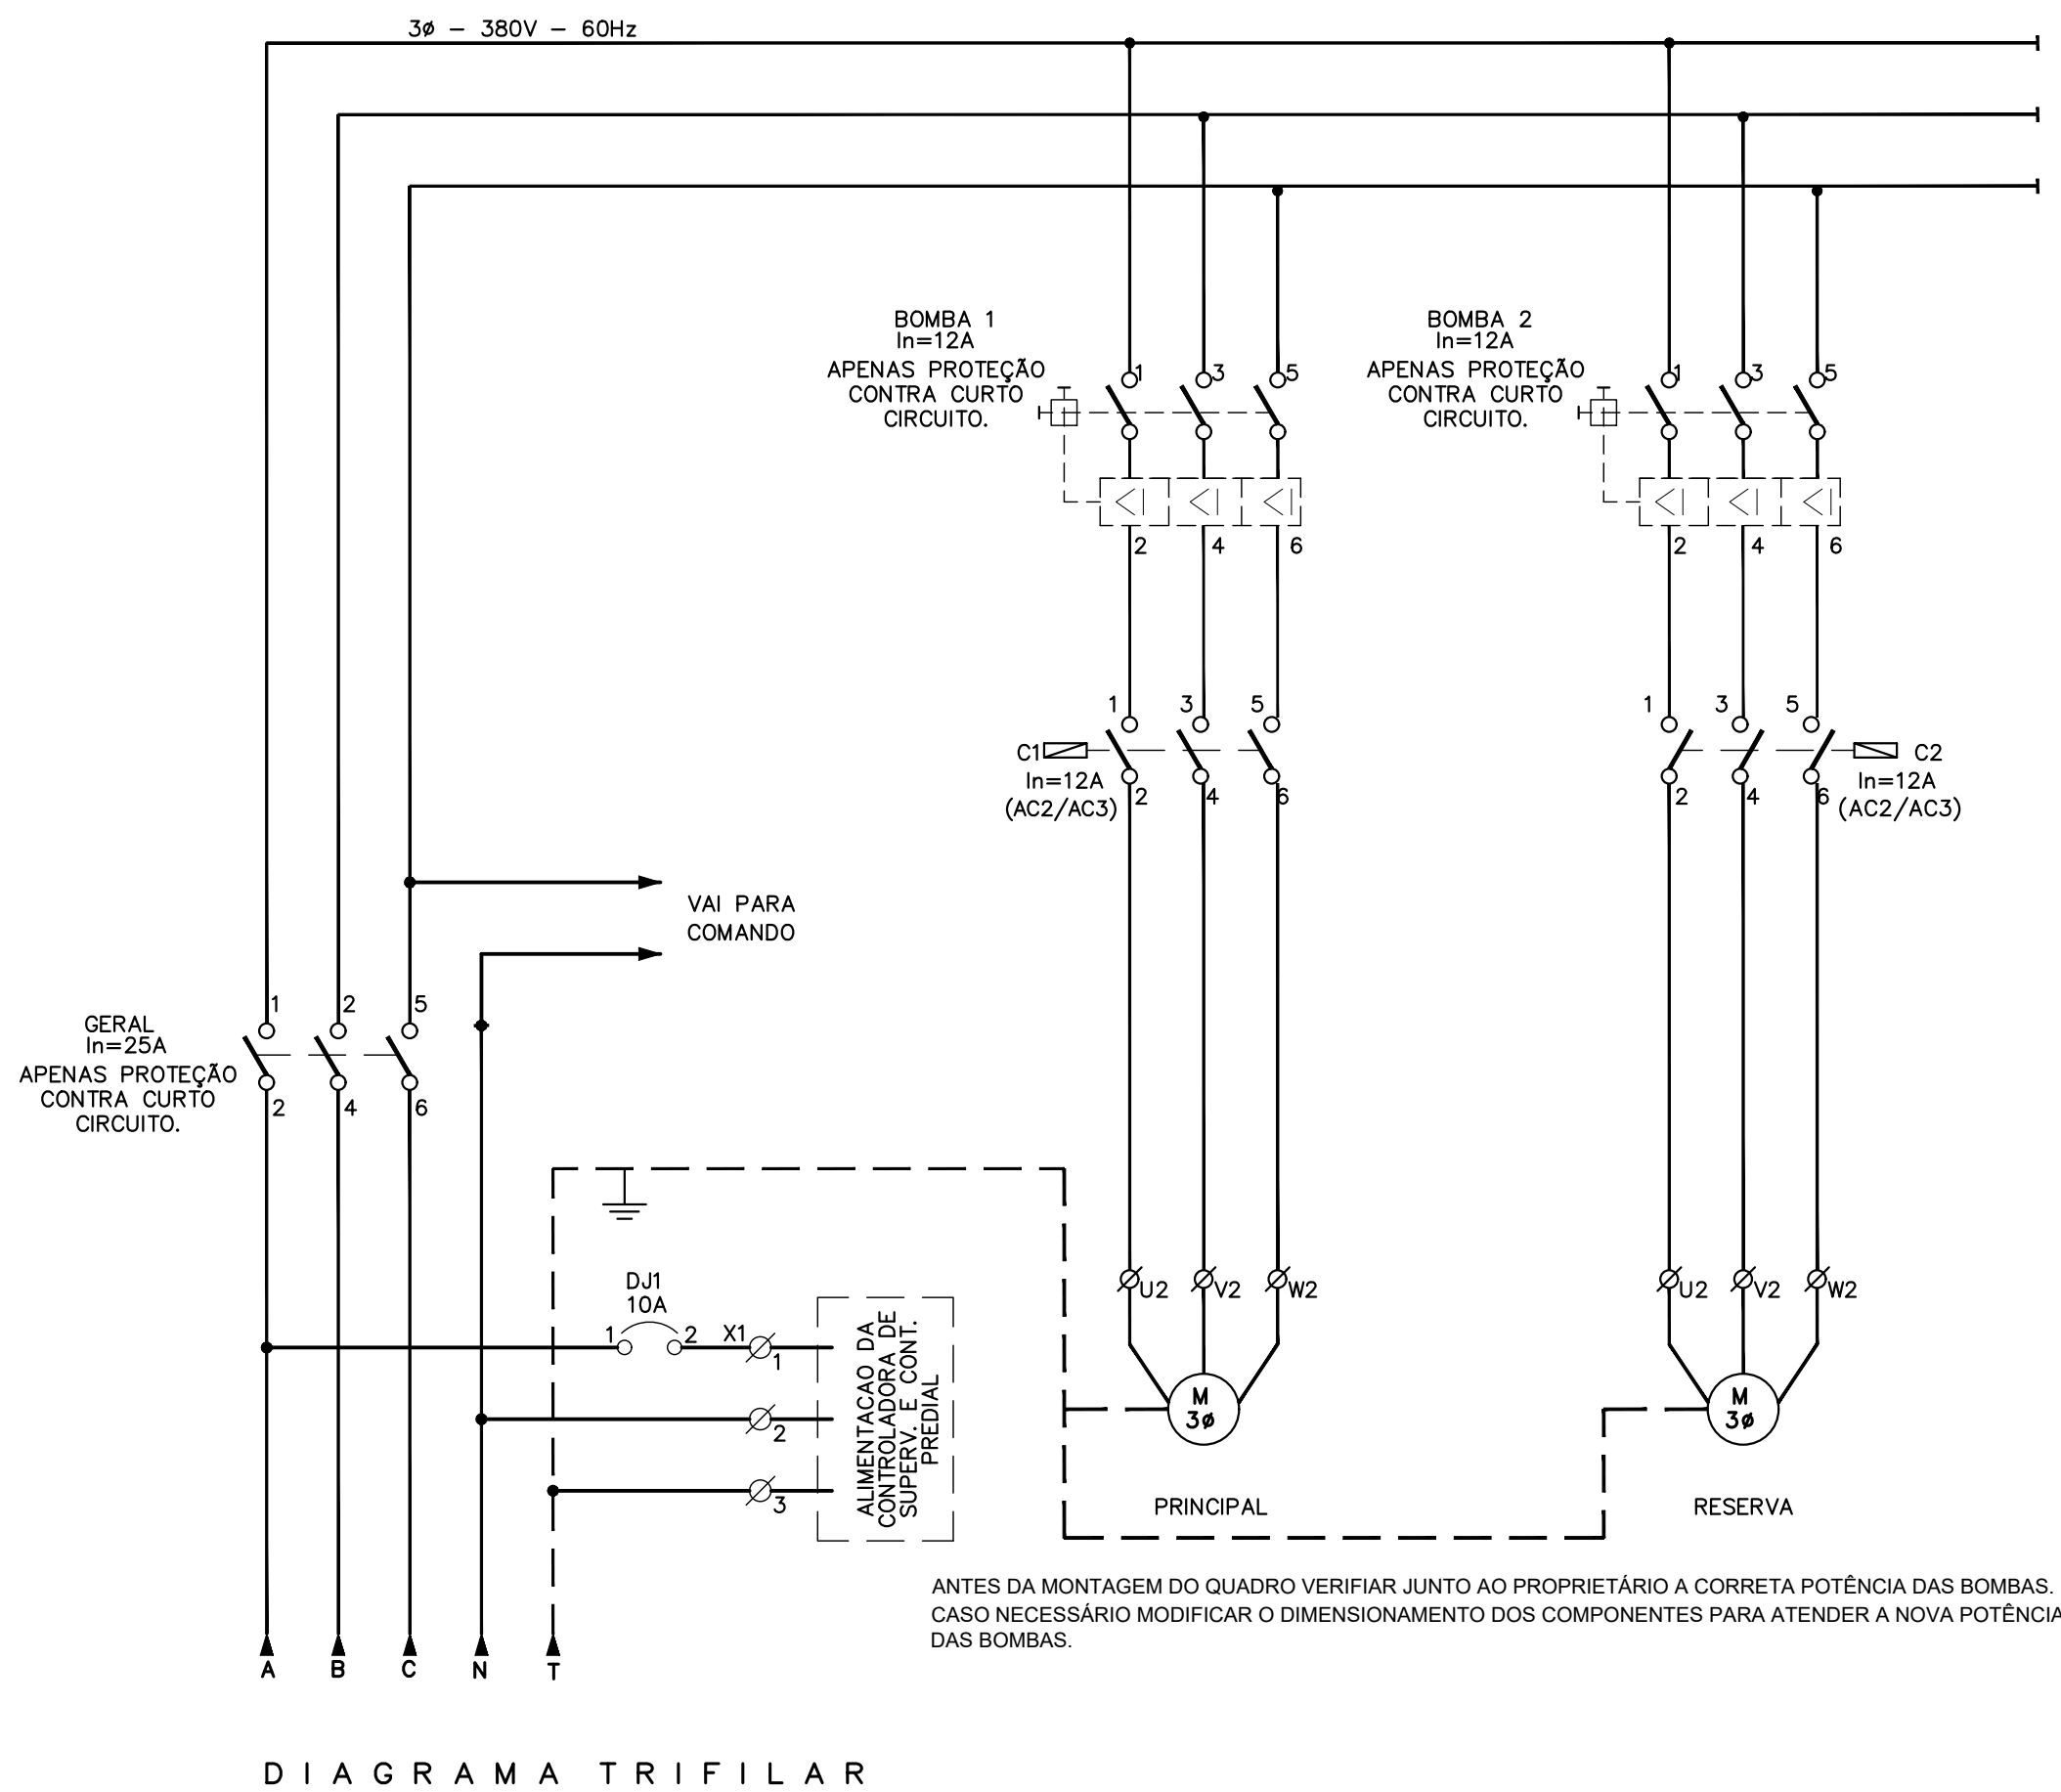 3ø - 380V - 60Hz
BOMBA 1
In=12A
APENAS PROTEÇÃO
CONTRA CURTO
CIRCUITO.
1
3
5
2
4
6
BOMBA 2
In=12A
APENAS PROTEÇÃO
CONTRA CURTO
CIRCUITO.
1
3
5
2
4
6
1
3
5
C1
In=12A
(AC2/AC3)
2
4
6
1
3
5
C2
In=12A
(AC2/AC3)
2
4
6
VAI PARA
COMANDO
GERAL
In=25A
APENAS PROTEÇÃO
CONTRA CURTO
CIRCUITO.
1
2
5
2
4
6
DJ1
10A
1
2
X1
1
2
3
ALIMENTACAO DA
CONTROLADORA DE
SUPERV. E CONT.
PREDIAL
U2
V2
W2
M
3ø
PRINCIPAL
U2
V2
W2
M
3ø
RESERVA
ANTES DA MONTAGEM DO QUADRO VERIFIAR JUNTO AO PROPRIETÁRIO A CORRETA POTÊNCIA DAS BOMBAS.
CASO NECESSÁRIO MODIFICAR O DIMENSIONAMENTO DOS COMPONENTES PARA ATENDER A NOVA POTÊNCIA
DAS BOMBAS.
A
B
C
N
T
DIAGRAMA TRIFILAR